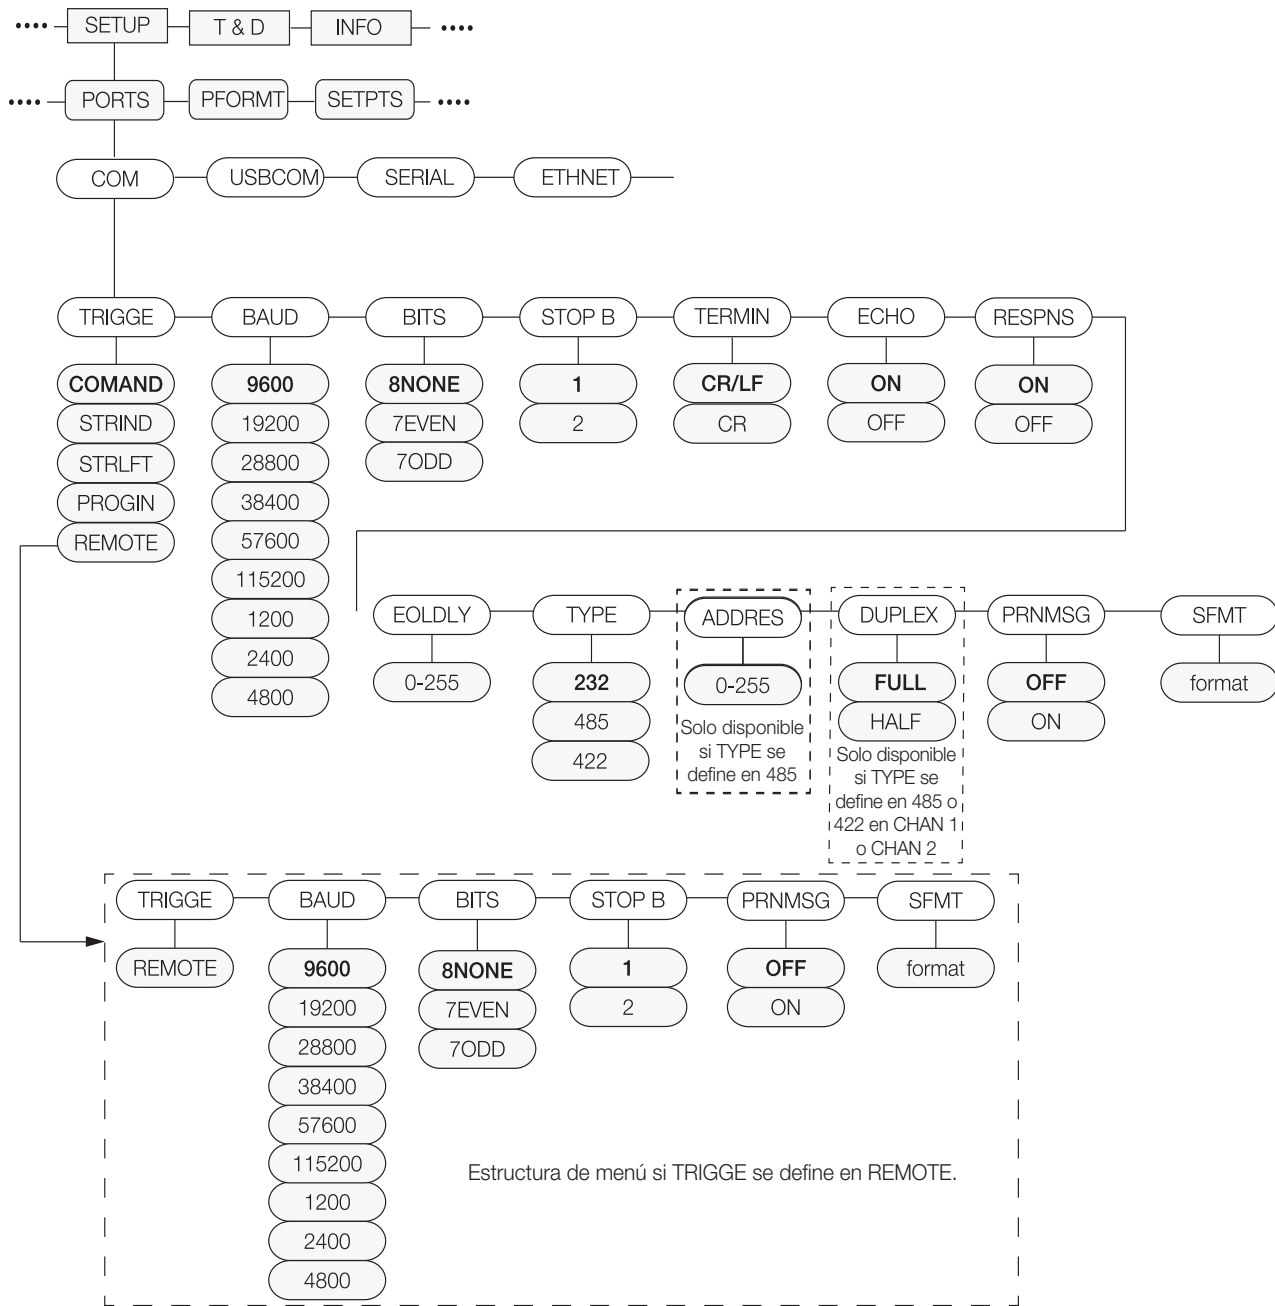 •••• SETUP T & D INFO ••••
•••• PORTS PFORMT SETPTS ••••
COM USBCOM SERIAL ETHNET
TRIGGE BAUD BITS STOP B TERMIN ECHO RESPNS
COMAND 9600 8NONE 1 CR/LF ON ON
STRIND 19200 7EVEN 2 CR OFF OFF
STRLFT 28800 7ODD
PROGIN 38400
REMOTE 57600
115200
1200
2400
4800
EOLDLY TYPE ADDRES DUPLEX PRNMSG SFMT
0-255 232 0-255 FULL OFF format
485 HALF ON
422
Solo disponible
si TYPE se
define en 485
Solo disponible
si TYPE se
define en 485 o
422 en CHAN 1
o CHAN 2
TRIGGE BAUD BITS STOP B PRNMSG SFMT
REMOTE 9600 8NONE 1 OFF format
19200 7EVEN 2 ON
28800 7ODD
38400
57600
115200
1200
2400
4800
Estructura de menú si TRIGGE se define en REMOTE.